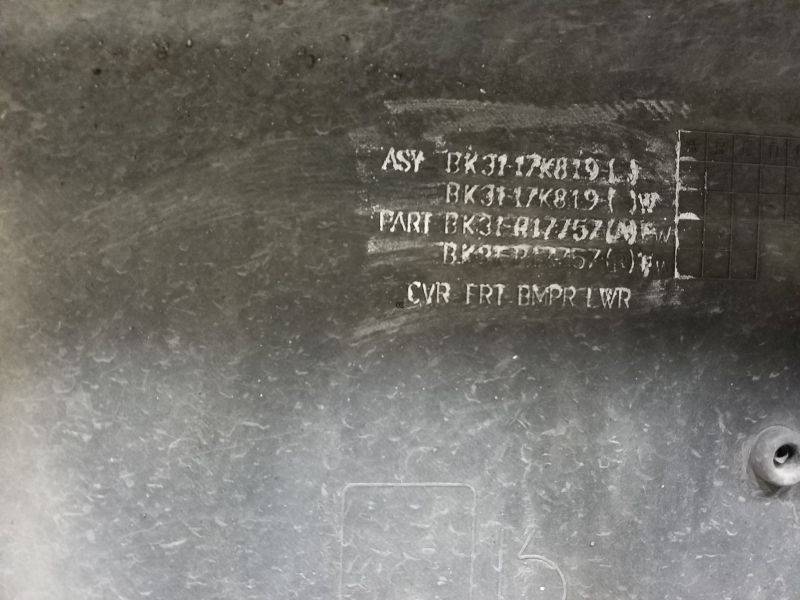 ASY BK31-17K819-( )
BK31-17K819-( )W
PART BK31-R17757(A)
CVR FRT BMPR LWR